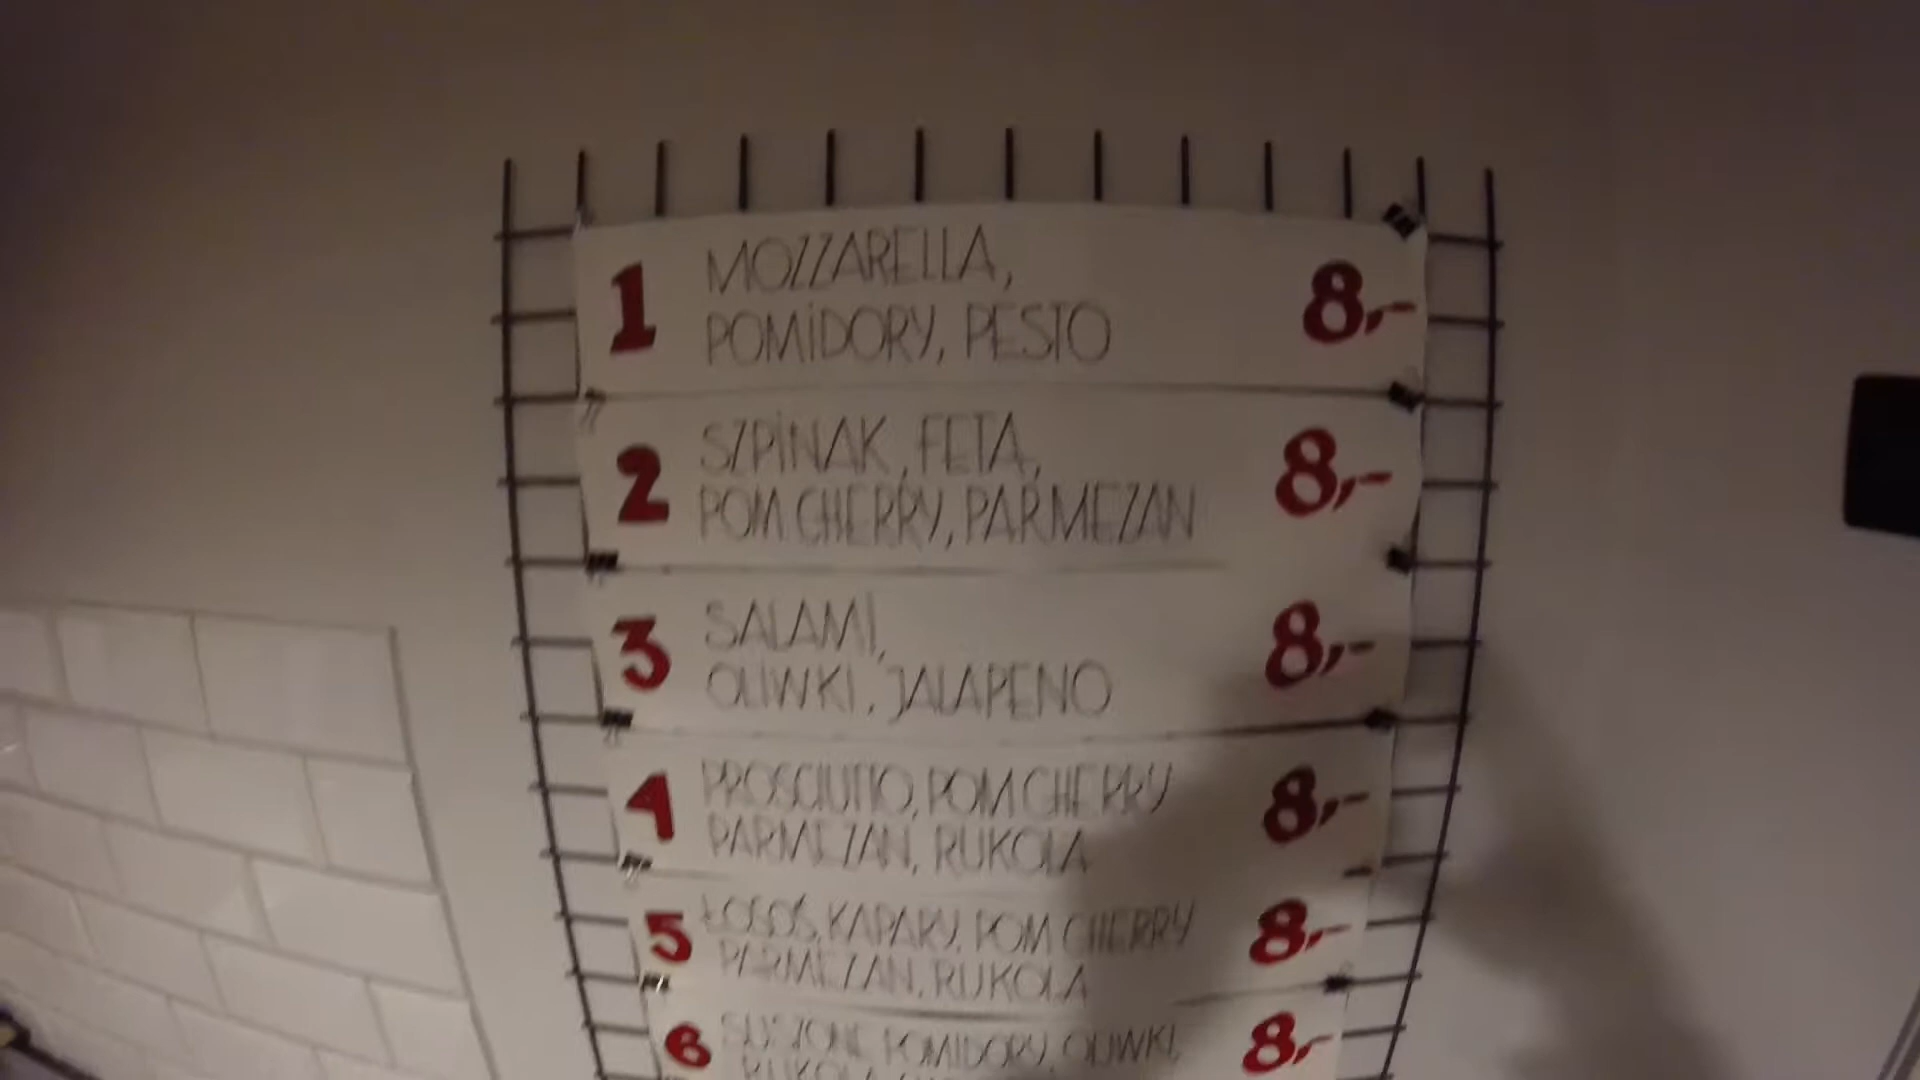 1 MOZZARELLA, 8,-
POMIDORY, PESTO
2 SZPINAK, FETA, 8,-
POM.CHERRY, PARMEZAN
3 SALAMI, 8,-
OLIWKI, JALAPENO
4 PROSCIUTTO, POM CHERRY 8,-
PARMEZAN, RUKOLA
5 ŁOSOŚ, KAPARY, POM CHERRY 8,-
PARMEZAN, RUKOLA
6 SUSZONE POMIDORY, OLIWKI, 8,-
RUKOLA